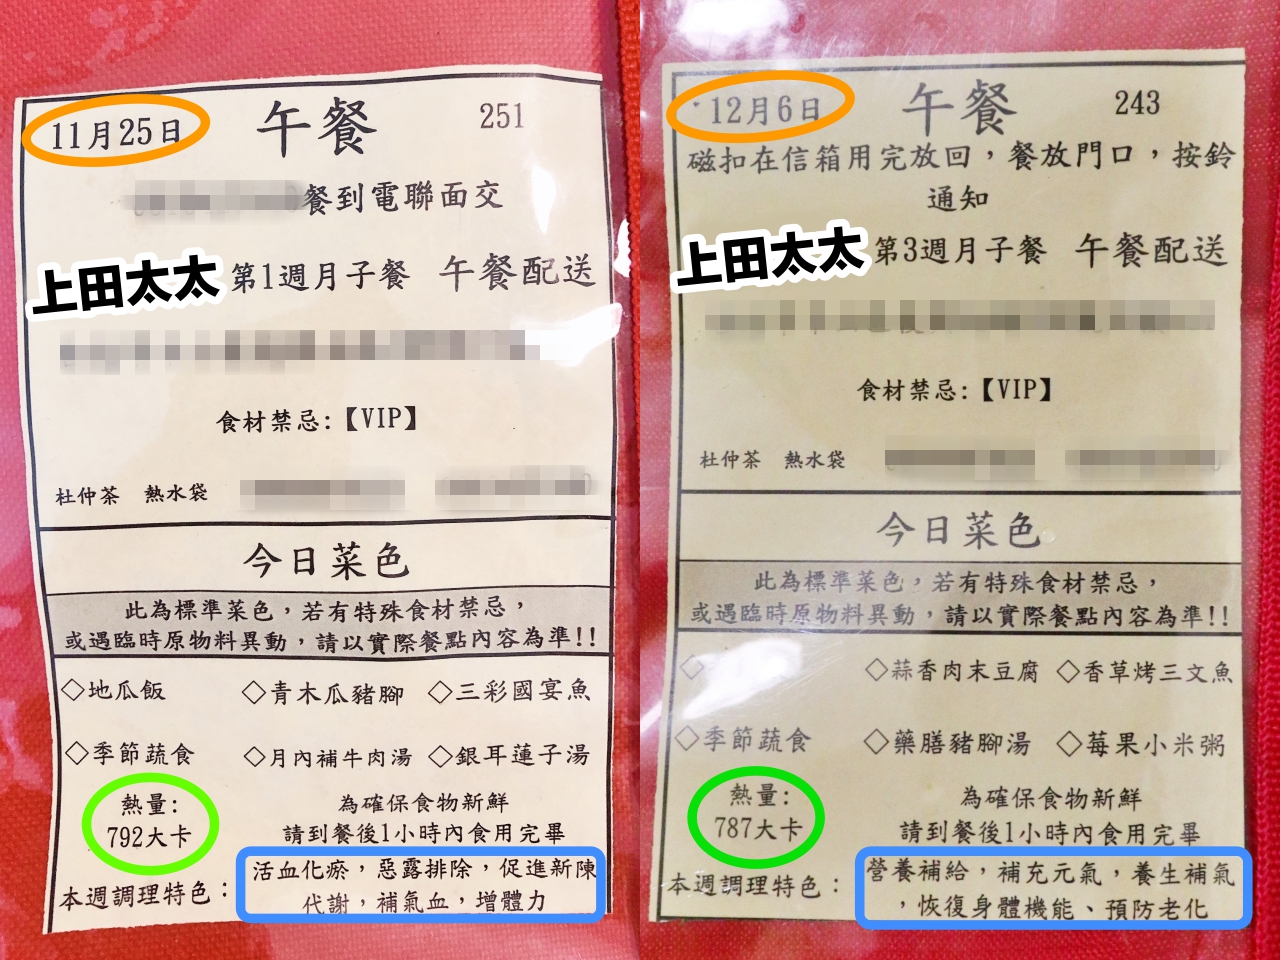 11月25日 午餐 251
餐到電聯面交
上田太太 第1週月子餐 午餐配送
食材禁忌:【VIP】
杜仲茶 熱水袋
今日菜色
此為標準菜色，若有特殊食材禁忌，
或遇臨時原物料異動，請以實際餐點內容為準!!
◇地瓜飯 ◇青木瓜豬腳 ◇三彩國宴魚
◇季節蔬食 ◇月內補牛肉湯 ◇銀耳蓮子湯
熱量: 為確保食物新鮮
792大卡 請到餐後1小時內食用完畢
本週調理特色： 活血化瘀，惡露排除，促進新陳
代謝，補氣血，增體力
12月6日 午餐 243
磁扣在信箱用完放回，餐放門口，按鈴
通知
上田太太 第3週月子餐 午餐配送
食材禁忌:【VIP】
杜仲茶 熱水袋
今日菜色
此為標準菜色，若有特殊食材禁忌，
或遇臨時原物料異動，請以實際餐點內容為準!!
◇ ◇蒜香肉末豆腐 ◇香草烤三文魚
◇季節蔬食 ◇藥膳豬腳湯 ◇莓果小米粥
熱量: 為確保食物新鮮
787大卡 請到餐後1小時內食用完畢
本週調理特色： 營養補給，補充元氣，養生補氣
，恢復身體機能、預防老化